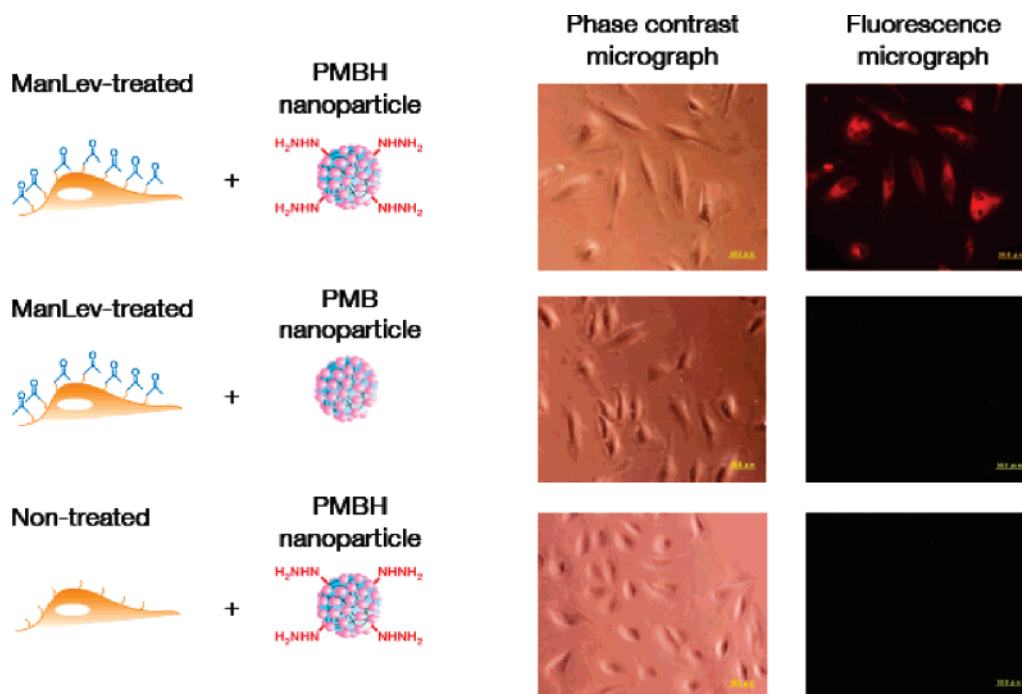 Phase contrast
micrograph
Fluorescence
micrograph
ManLev-treated
PMBH
nanoparticle
O O O O O O O
+
H₂NHN NHNH₂
H₂NHN NHNH₂
ManLev-treated
PMB
nanoparticle
O O O O O O O
+
Non-treated
PMBH
nanoparticle
+
H₂NHN NHNH₂
H₂NHN NHNH₂